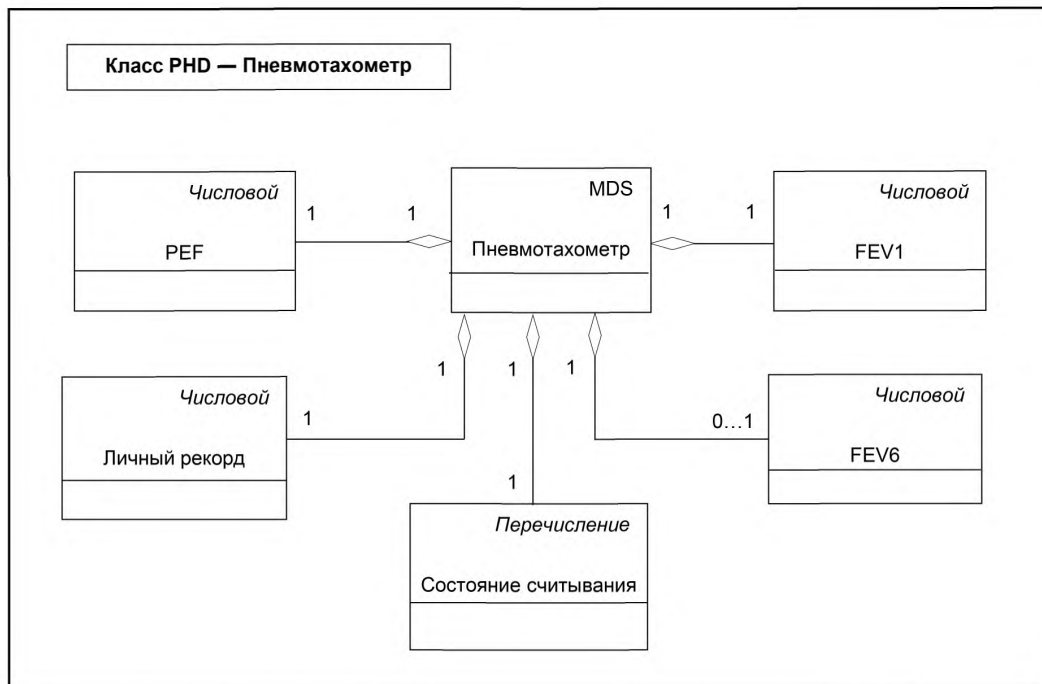 Класс PHD — Пневмотахометр
Числовой
PEF
1
1
MDS
Пневмотахометр
1
1
Числовой
FEV1
Числовой
Личный рекорд
1
1
1
1
0…1
Числовой
FEV6
1
Перечисление
Состояние считывания